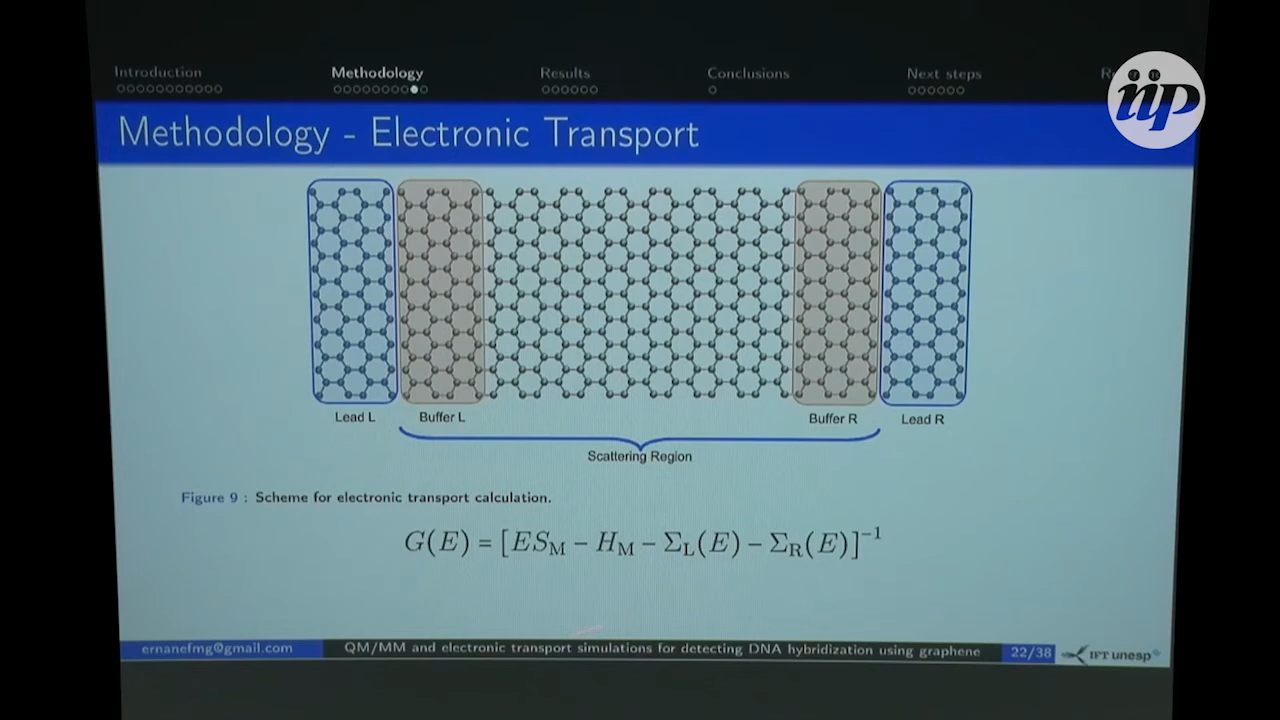 Introduction
Methodology
Results
Conclusions
Next steps
iip
Methodology - Electronic Transport
Lead L
Buffer L
Buffer R
Lead R
Scattering Region
Figure 9 : Scheme for electronic transport calculation.
G(E) = [ES_M − H_M − Σ_L(E) − Σ_R(E)]^−1
ernanefmg@gmail.com
QM/MM and electronic transport simulations for detecting DNA hybridization using graphene
22/38
IFT unesp